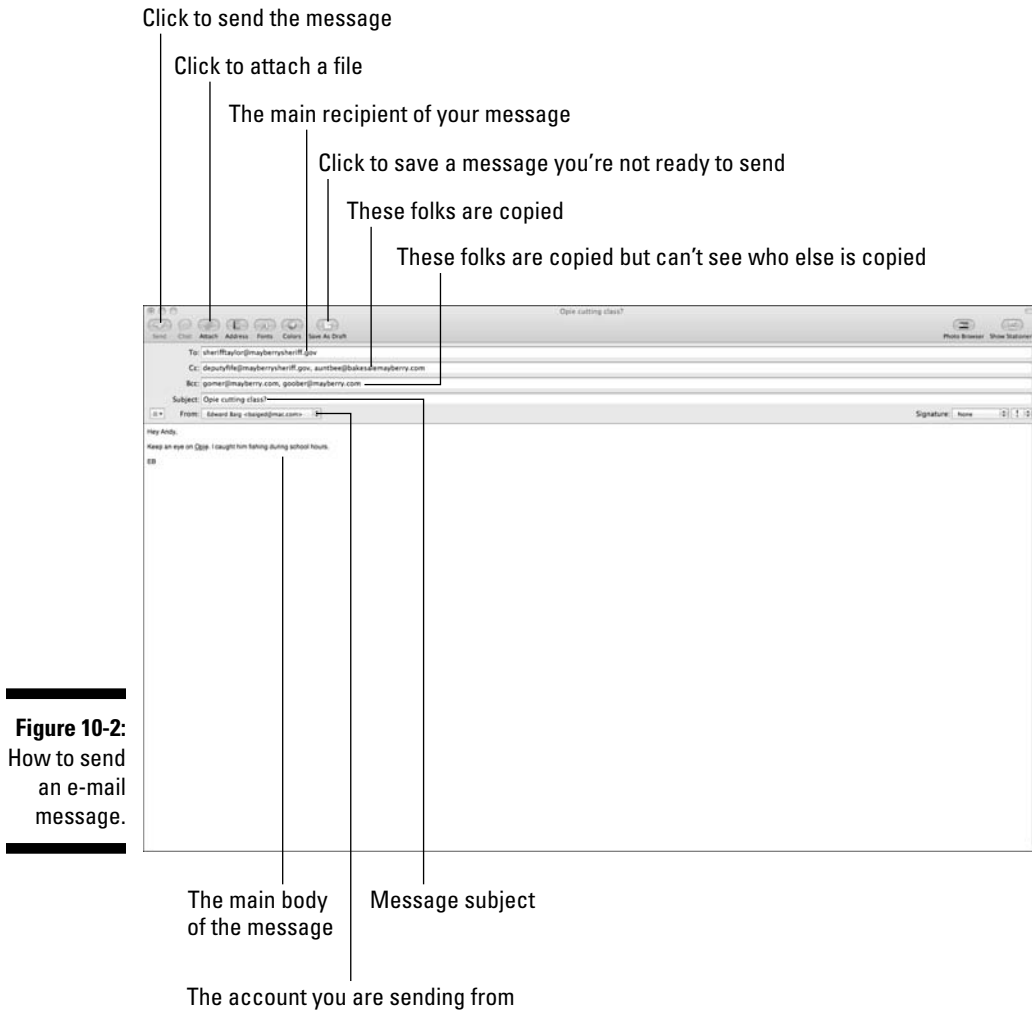 Click to send the message
Click to attach a file
The main recipient of your message
Click to save a message you're not ready to send
These folks are copied
These folks are copied but can't see who else is copied
Opie cutting class?
Send Chat Attach Address Fonts Colors Save As Draft
Photo Browser Show Stationery
To: sherifftaylor@mayberrysheriff.gov
Cc: deputyfife@mayberrysheriff.gov, auntbee@bakesalemayberry.com
Bcc: gomer@mayberry.com, goober@mayberry.com
Subject: Opie cutting class?
From: Edward Baig
Signature: None
Hey Andy,
Keep an eye on Opie. I caught him fishing during school hours.
EB
Figure 10-2:
How to send
an e-mail
message.
The main body
of the message
Message subject
The account you are sending from